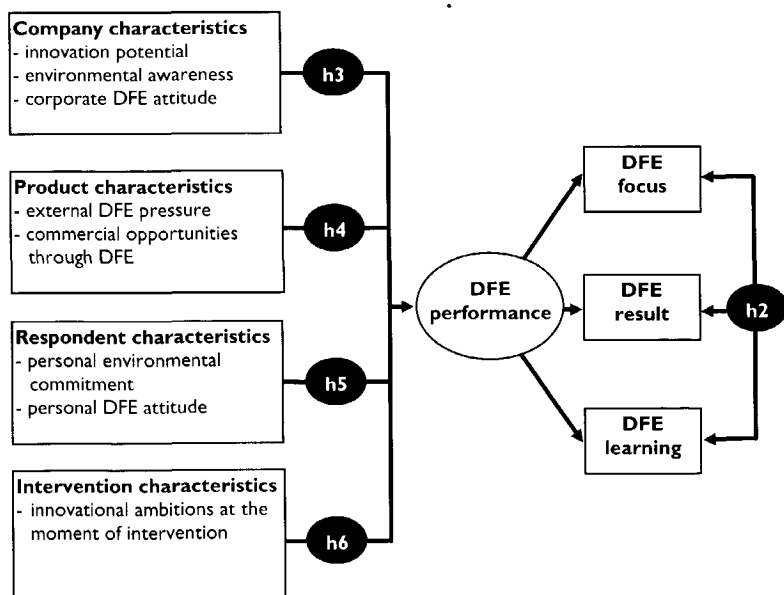 Company characteristics
- innovation potential
- environmental awareness
- corporate DFE attitude
h3
Product characteristics
- external DFE pressure
- commercial opportunities
through DFE
h4
Respondent characteristics
- personal environmental
commitment
- personal DFE attitude
h5
Intervention characteristics
- innovational ambitions at the
moment of intervention
h6
DFE
performance
DFE
focus
DFE
result
DFE
learning
h2